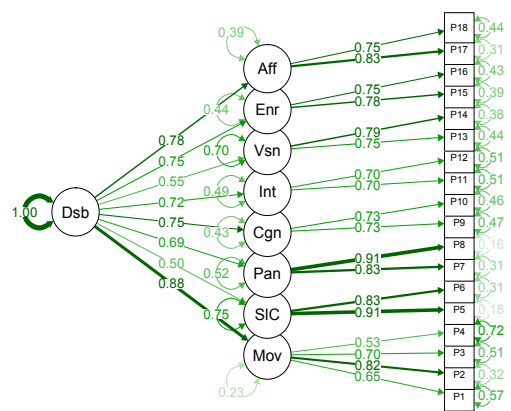 P18 0.44
0.39
0.75
P17 0.31
0.83
Aff
P16 0.43
0.75
P15 0.39
0.78
0.44 Enr
P14 0.38
0.79
P13 0.44
0.78
0.75
0.70 Vsn
P12 0.51
0.75
0.70
P11 0.51
0.70
0.55
0.49 Int
0.72
P10 0.46
1.00 Dsb
0.73
0.75
P9 0.47
0.73
0.43 Cgn
0.69
P8 0.16
0.91
0.50
0.83
P7 0.31
0.52 Pan
0.88
P6 0.31
0.83
P5 0.18
0.91
0.75 SIC
P4 0.72
0.53
P3 0.51
0.70
Mov
0.82
P2 0.32
0.65
0.23
P1 0.57